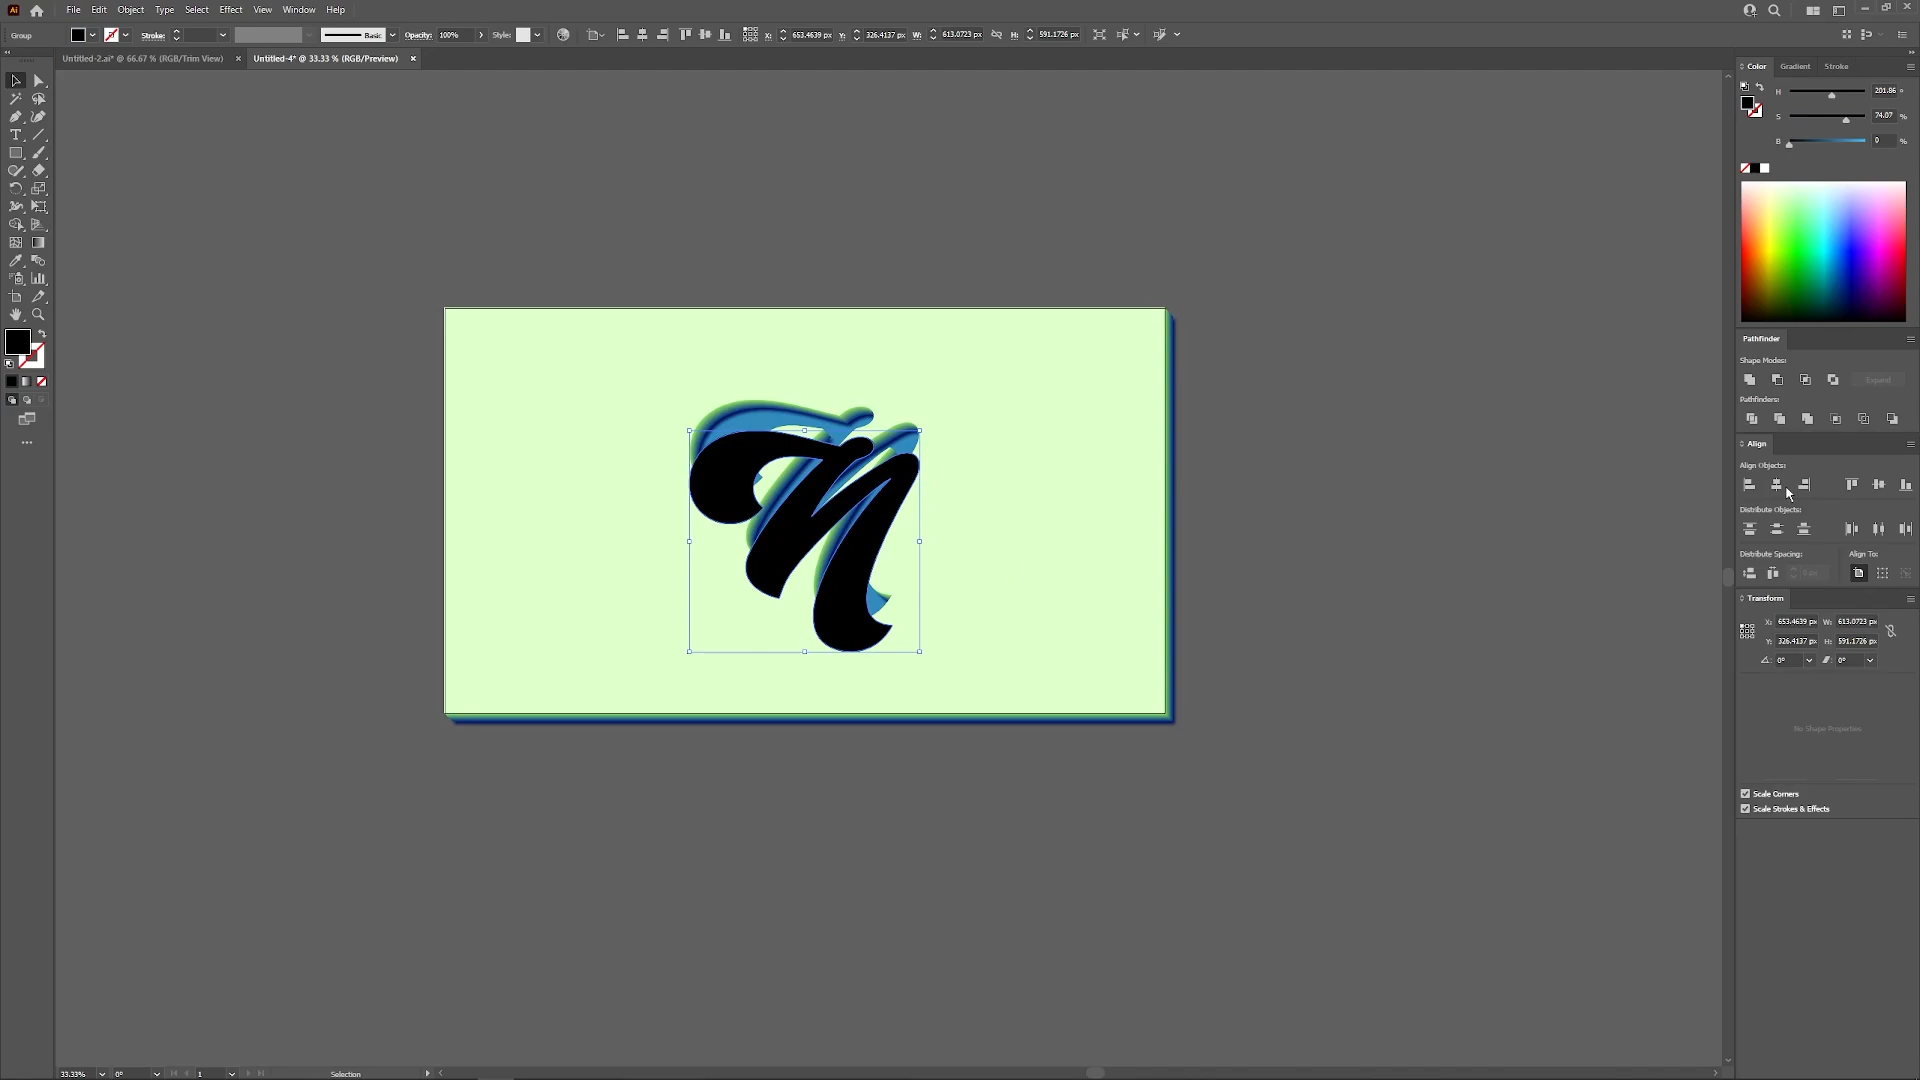 Ai File Edit Object Type Select Effect View Window Help
Group Stroke: Basic Opacity: 100% Style: X: 653.4639 px Y: 326.4137 px W: 613.0723 px H: 591.1726 px
Untitled-2.ai* @ 66.67 % (RGB/Trim View) × Untitled-4* @ 33.33 % (RGB/Preview) ×
Color Gradient Stroke
H 201.86 °
S 74.07 %
B 0 %
Pathfinder
Shape Modes:
Expand
Pathfinders:
Align
Align Objects:
Distribute Objects:
Distribute Spacing: Align To:
0 px
Transform
X: 653.4639 px W: 613.0723 px
Y: 326.4137 px H: 591.1726 px
0° 0°
No Shape Properties
Scale Corners
Scale Strokes & Effects
33.33% 0° 1 Selection